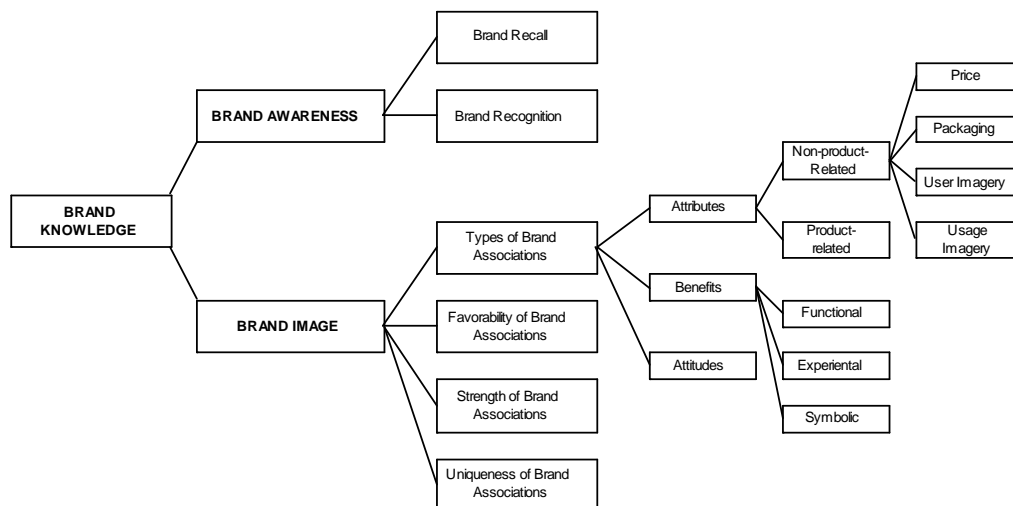 Brand Recall
BRAND AWARENESS
Brand Recognition
BRAND
KNOWLEDGE
BRAND IMAGE
Types of Brand
Associations
Favorability of Brand
Associations
Strength of Brand
Associations
Uniqueness of Brand
Associations
Attributes
Benefits
Attitudes
Non-product-
Related
Product-
related
Functional
Experiental
Symbolic
Price
Packaging
User Imagery
Usage
Imagery